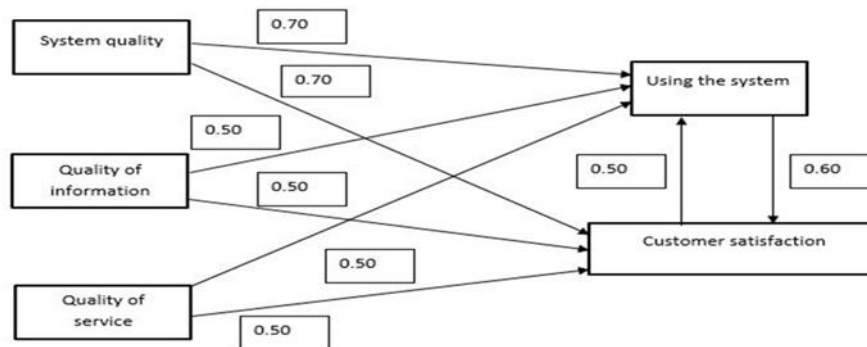 0.70
System quality
Using the system
0.70
0.50
Quality of
information
0.50
0.50
0.60
Customer satisfaction
0.50
Quality of
service
0.50